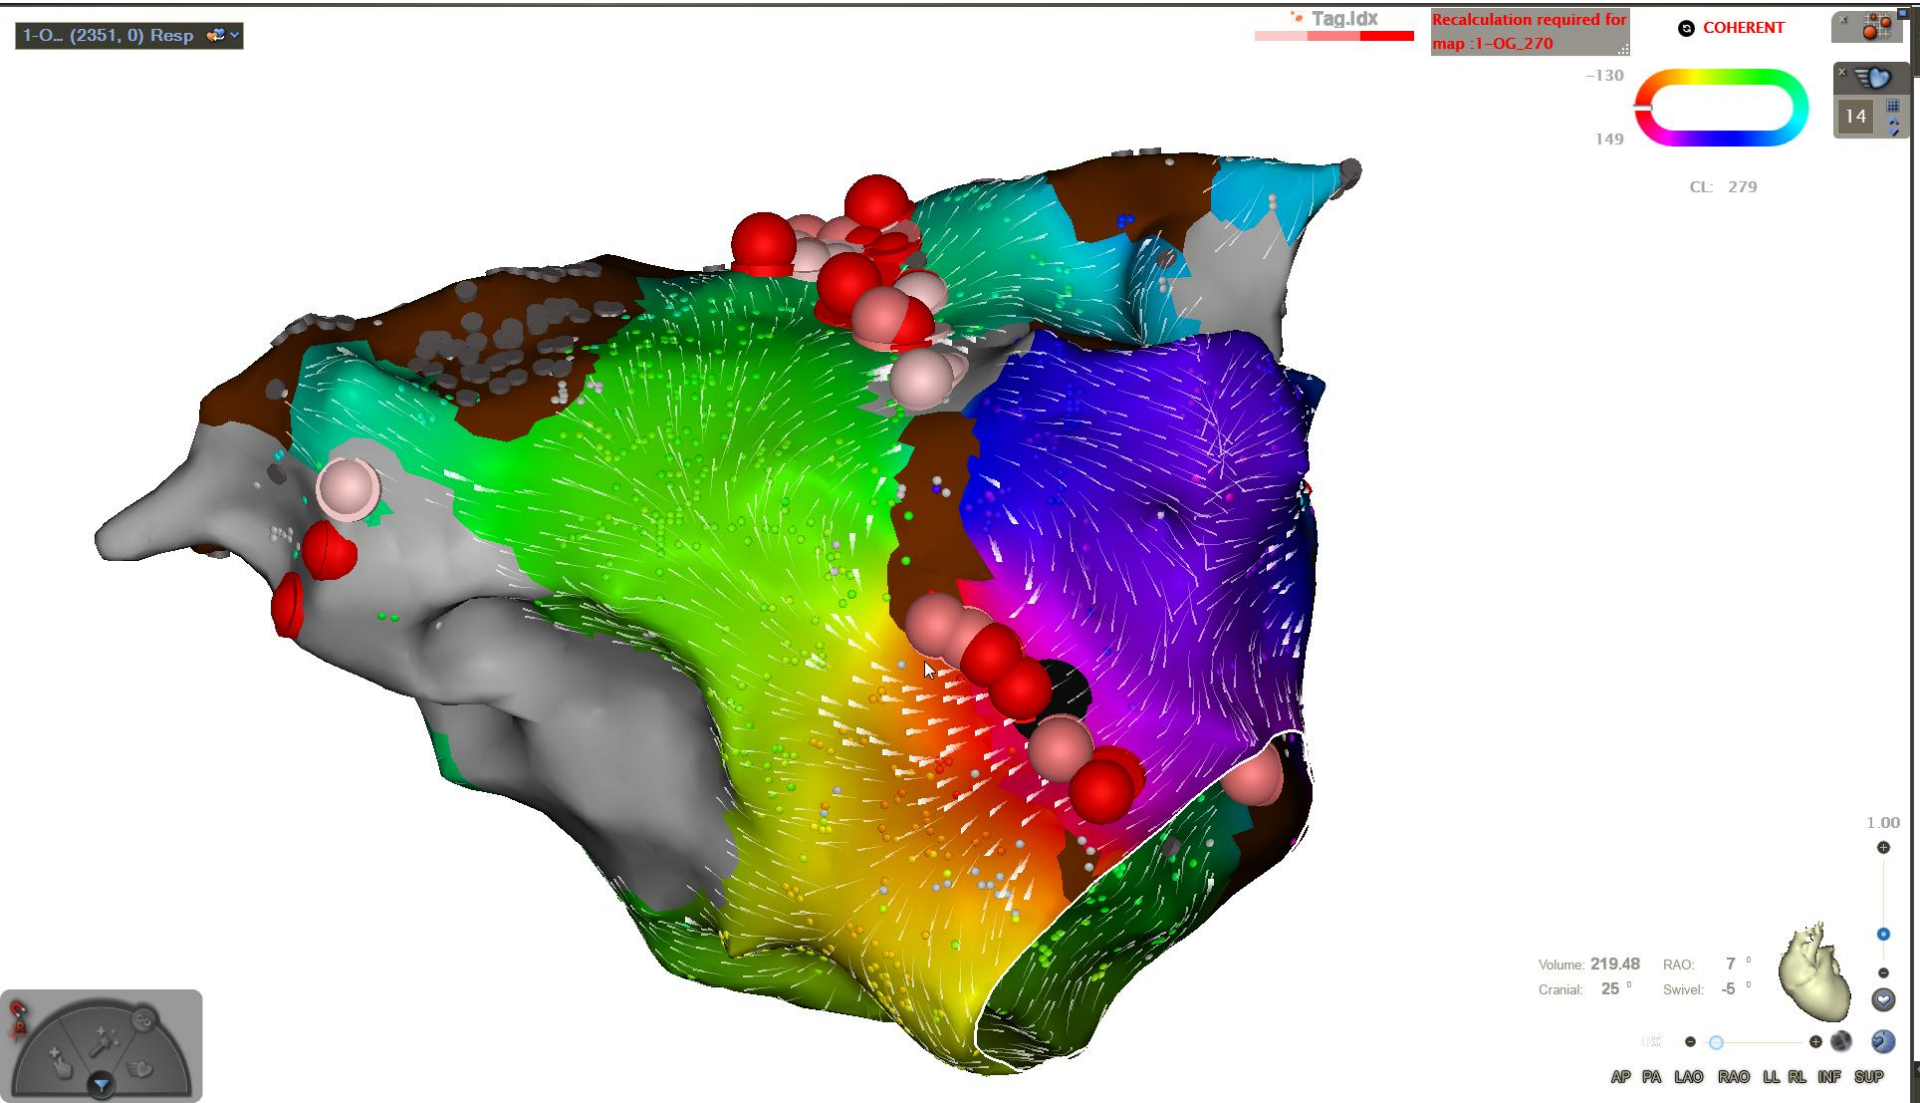 1-O... (2351, 0) Resp
Tag.Idx
Recalculation required for
map :1-OG_270
COHERENT
-130
149
CL: 279
14
1.00
Volume: 219.48 RAO: 7 °
Cranial: 25 ° Swivel: -5 °
AP PA LAO RAO LL RL INF SUP